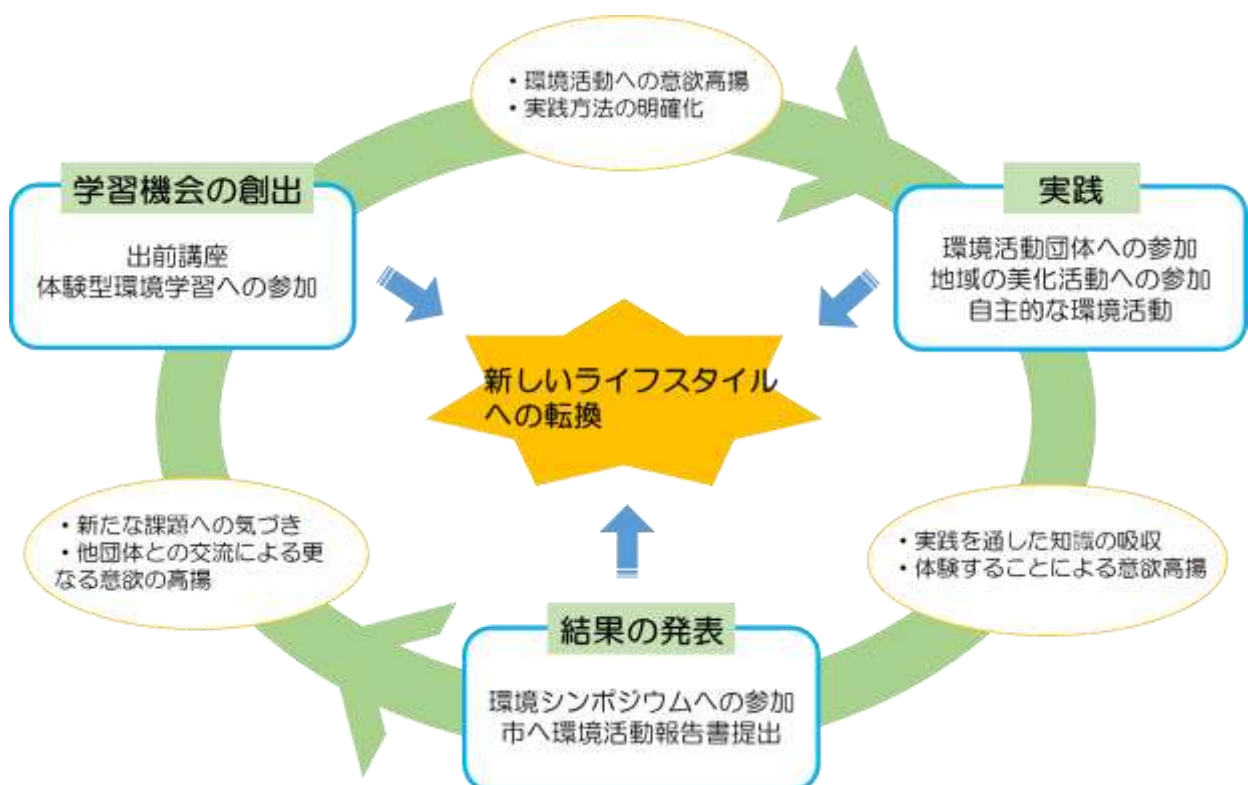 ・環境活動への意欲高揚
・実践方法の明確化
学習機会の創出
出前講座
体験型環境学習への参加
実践
環境活動団体への参加
地域の美化活動への参加
自主的な環境活動
新しいライフスタイル
への転換
・新たな課題への気づき
・他団体との交流による更
なる意欲の高揚
・実践を通した知識の吸収
・体験することによる意欲高揚
結果の発表
環境シンポジウムへの参加
市へ環境活動報告書提出